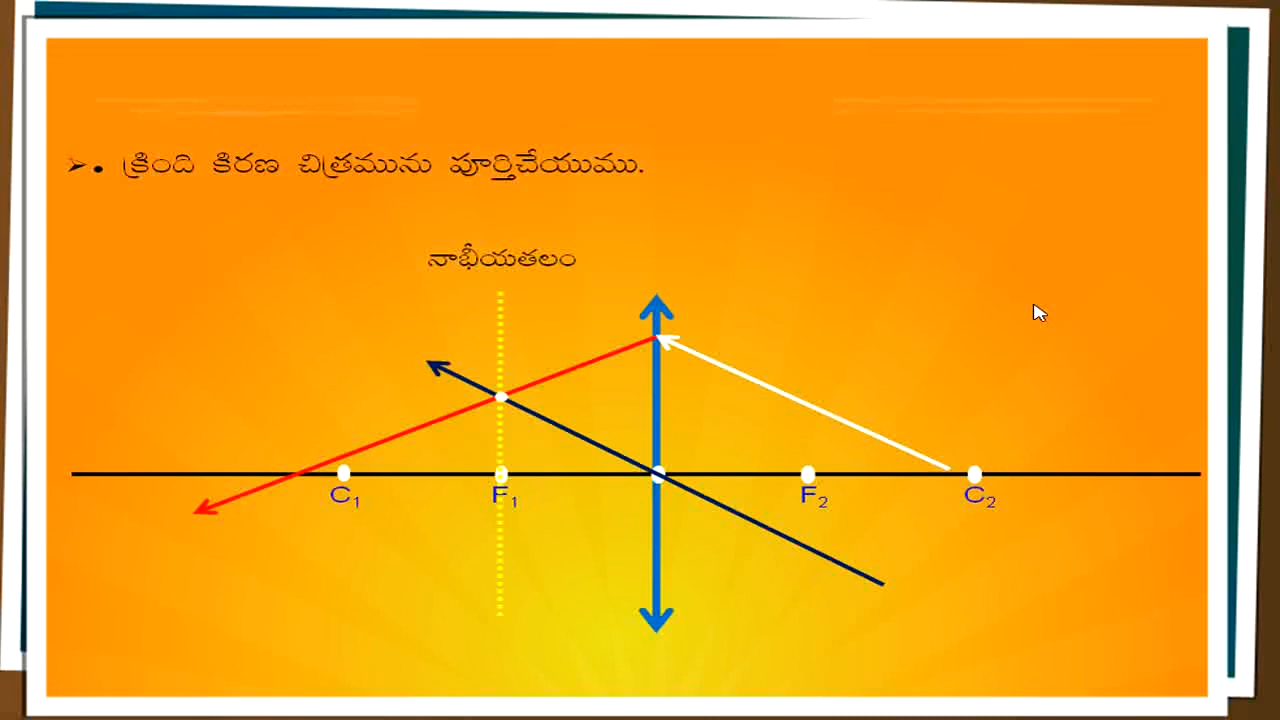 ➢. క్రింది కిరణ చిత్రమును పూర్తిచేయుము.
నాభీయతలం
C₁ F₁ F₂ C₂